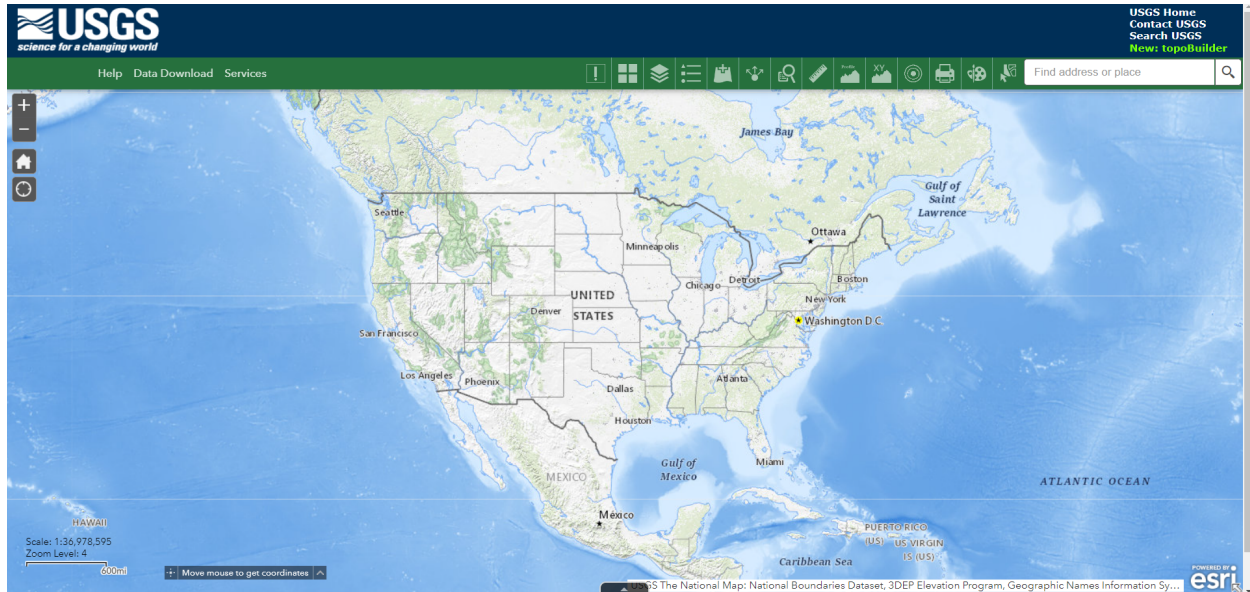 USGS
science for a changing world
USGS Home
Contact USGS
Search USGS
New: topoBuilder
Help Data Download Services
Find address or place
James Bay
Gulf of
Saint
Lawrence
Seattle
Ottawa
Minneapolis
Chicago Detroit Boston
UNITED
STATES
New York
Denver
Washington D.C.
San Francisco
Los Angeles Phoenix
Atlanta
Dallas
Houston
Gulf of
Mexico
Miami
MEXICO
ATLANTIC OCEAN
México
HAWAII
PUERTO RICO
(US) US VIRGIN
IS (US)
Caribbean Sea
Scale: 1:36,978,595
Zoom Level: 4
600mi
Move mouse to get coordinates
USGS The National Map: National Boundaries Dataset, 3DEP Elevation Program, Geographic Names Information Sy...
POWERED BY
esri